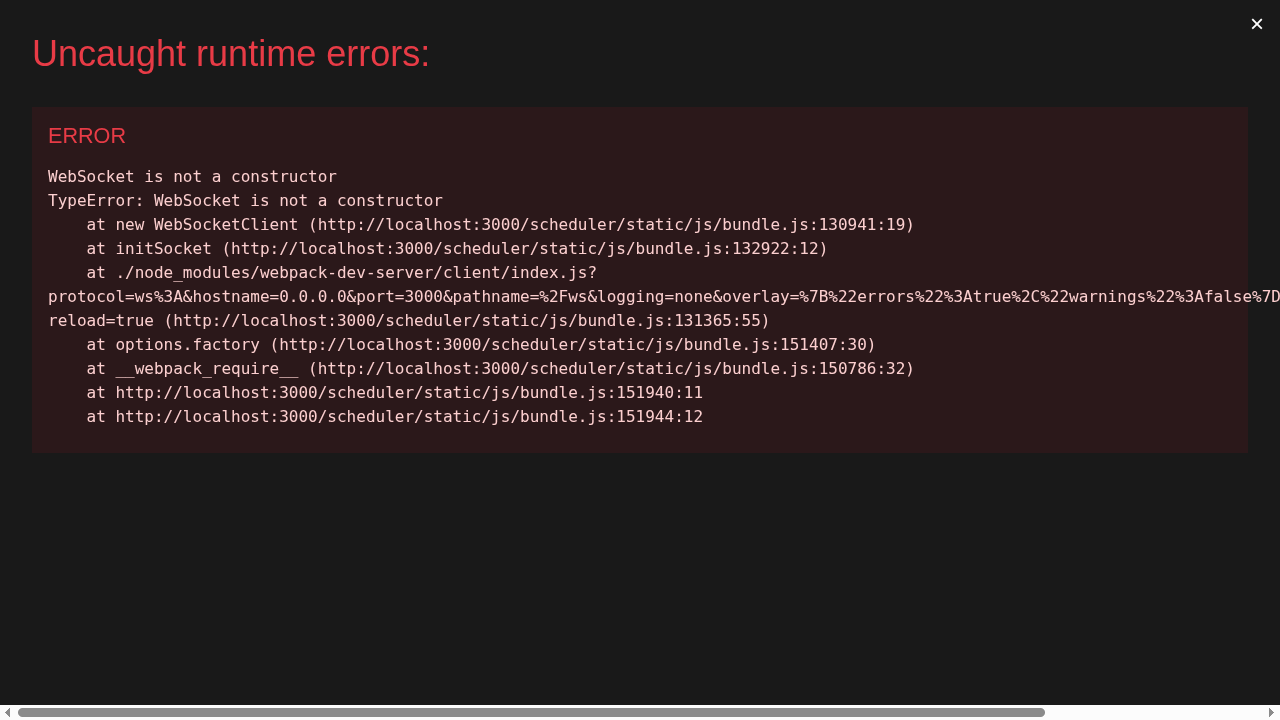 ×
Uncaught runtime errors:
ERROR
WebSocket is not a constructor
TypeError: WebSocket is not a constructor
    at new WebSocketClient (http://localhost:3000/scheduler/static/js/bundle.js:130941:19)
    at initSocket (http://localhost:3000/scheduler/static/js/bundle.js:132922:12)
    at ./node_modules/webpack-dev-server/client/index.js?
protocol=ws%3A&hostname=0.0.0.0&port=3000&pathname=%2Fws&logging=none&overlay=%7B%22errors%22%3Atrue%2C%22warnings%22%3Afalse%7D
reload=true (http://localhost:3000/scheduler/static/js/bundle.js:131365:55)
    at options.factory (http://localhost:3000/scheduler/static/js/bundle.js:151407:30)
    at __webpack_require__ (http://localhost:3000/scheduler/static/js/bundle.js:150786:32)
    at http://localhost:3000/scheduler/static/js/bundle.js:151940:11
    at http://localhost:3000/scheduler/static/js/bundle.js:151944:12